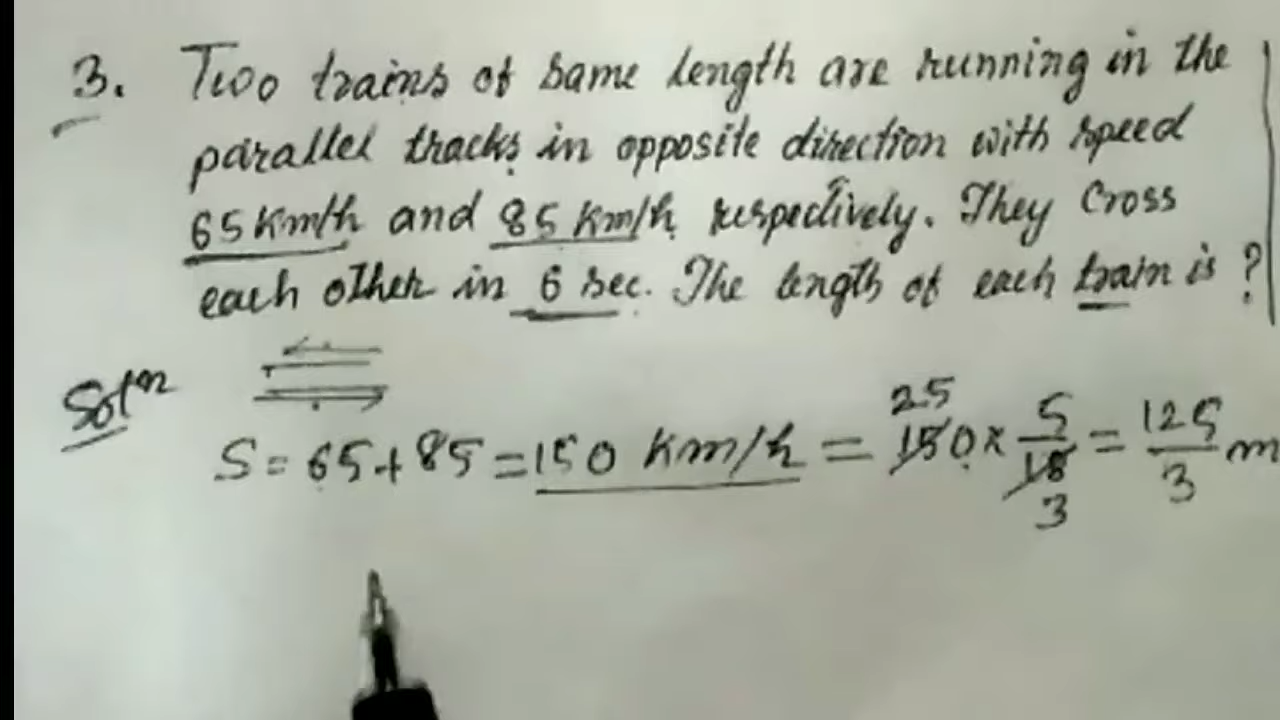 3. Two trains of same length are running in the
parallel tracks in opposite direction with speed
65 Km/h and 85 Km/h respectively. They Cross
each other in 6 sec. The length of each train is ?
Solⁿ
S = 65 + 85 = 150 km/h = 150 25 × 5/18 3 = 125/3 m